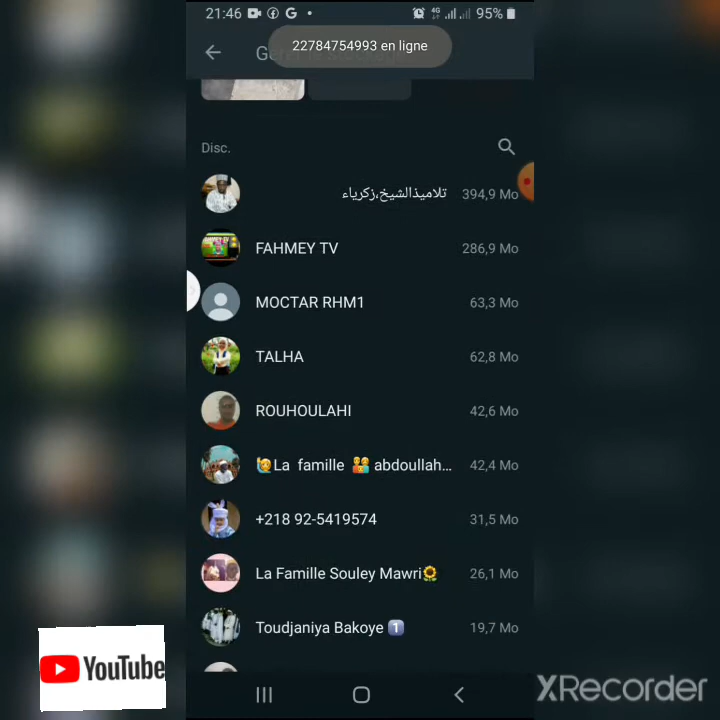 21:46
4G
95%
22784754993 en ligne
Disc.
تلاميذالشيخ،زكرياء 394,9 Mo
FAHMEY TV 286,9 Mo
MOCTAR RHM1 63,3 Mo
TALHA 62,8 Mo
ROUHOULAHI 42,6 Mo
La famille abdoullah... 42,4 Mo
+218 92-5419574 31,5 Mo
La Famille Souley Mawri🌻 26,1 Mo
Toudjaniya Bakoye 1️ 19,7 Mo
YouTube
XRecorder